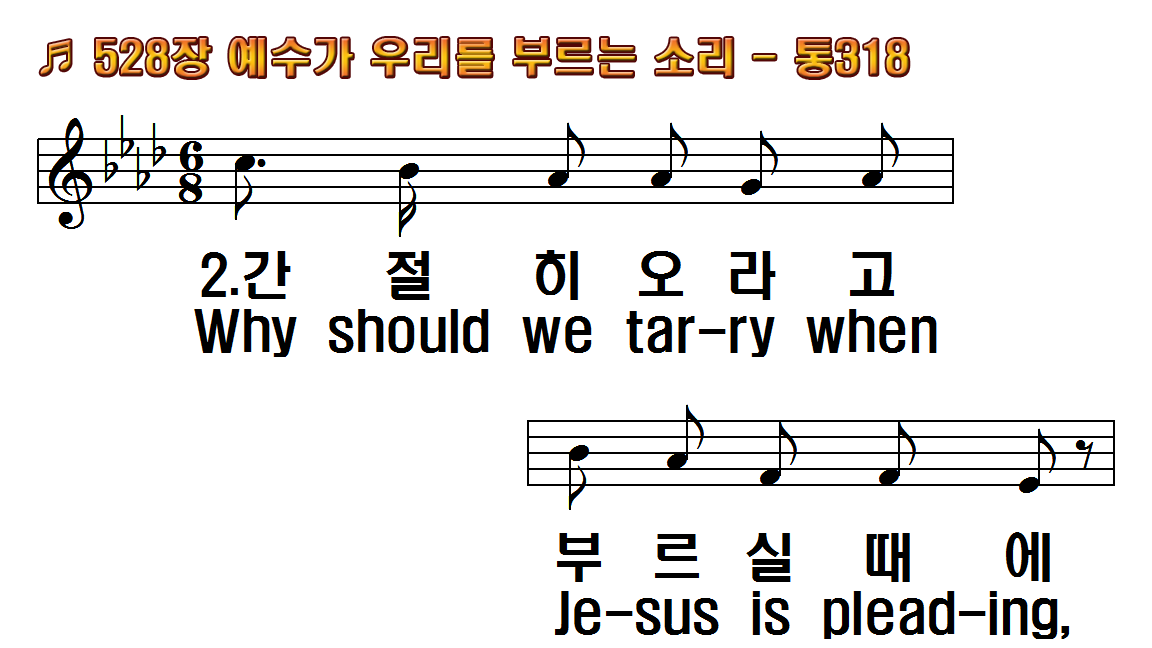 ♬ 528장 예수가 우리를 부르는 소리 - 통318
6
8
2.간 절 히 오 라 고
Why should we tar-ry when
부 르 실 때 에
Je-sus is plead-ing,